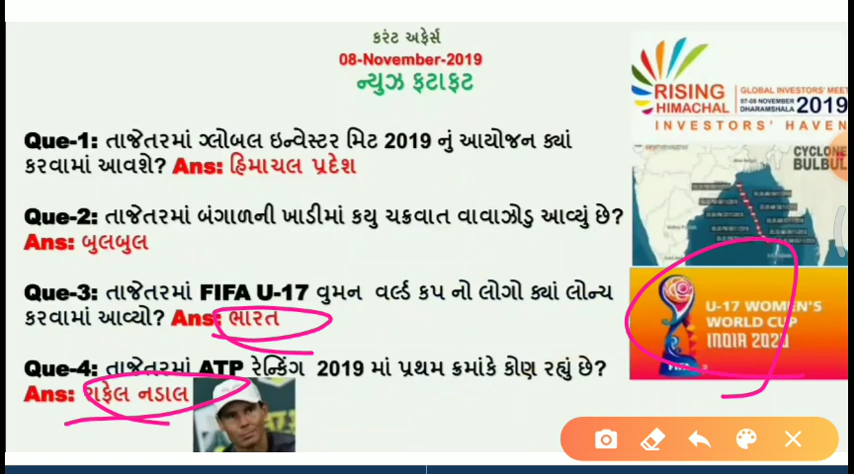 કરંટ અફેર્સ
08-November-2019
ન્યુઝ ફટાફટ
Que-1: તાજેતરમાં ગ્લોબલ ઇન્વેસ્ટર મિટ 2019 નું આયોજન ક્યાં
કરવામાં આવશે? Ans: હિમાચલ પ્રદેશ
Que-2: તાજેતરમાં બંગાળની ખાડીમાં કયુ ચક્રવાત વાવાઝોડુ આવ્યું છે?
Ans: બુલબુલ
Que-3: તાજેતરમાં FIFA U-17 વુમન વર્લ્ડ કપ નો લોગો ક્યાં લોન્ચ
કરવામાં આવ્યો? Ans: ભારત
Que-4: તાજેતરમાં ATP રેન્કિંગ 2019 માં પ્રથમ ક્રમાંકે કોણ રહ્યું છે?
Ans: રાફેલ નડાલ
RISING
HIMACHAL
GLOBAL INVESTORS' MEET
07-08 NOVEMBER
DHARAMSHALA 2019
INVESTORS' HAVEN
CYCLONE
BULBUL
U-17 WOMEN'S
WORLD CUP
INDIA 2020
FIFA